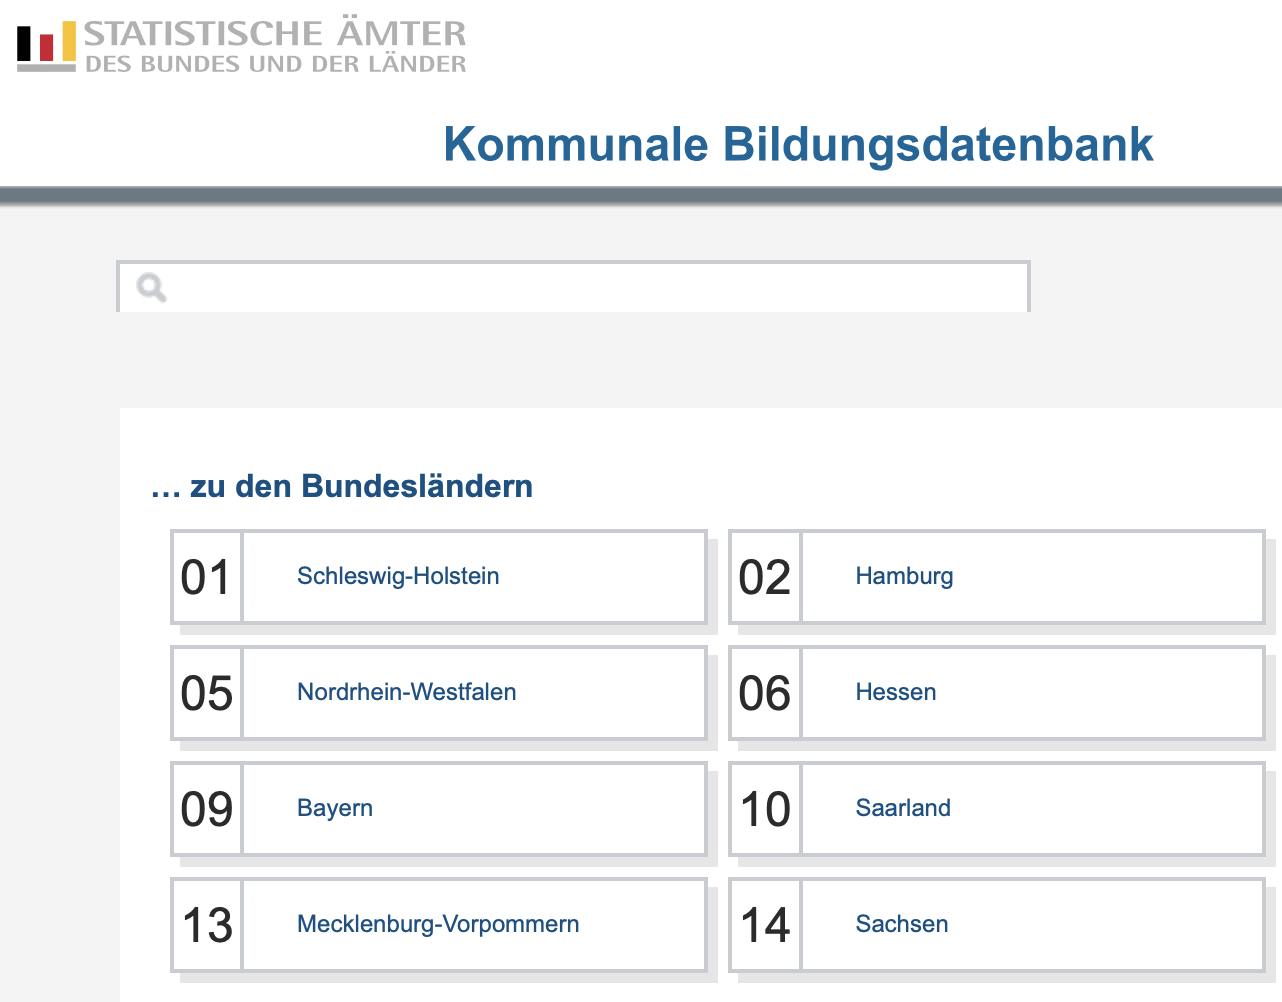 STATISTISCHE ÄMTER
DES BUNDES UND DER LÄNDER
Kommunale Bildungsdatenbank
... zu den Bundesländern
01 Schleswig-Holstein
02 Hamburg
05 Nordrhein-Westfalen
06 Hessen
09 Bayern
10 Saarland
13 Mecklenburg-Vorpommern
14 Sachsen